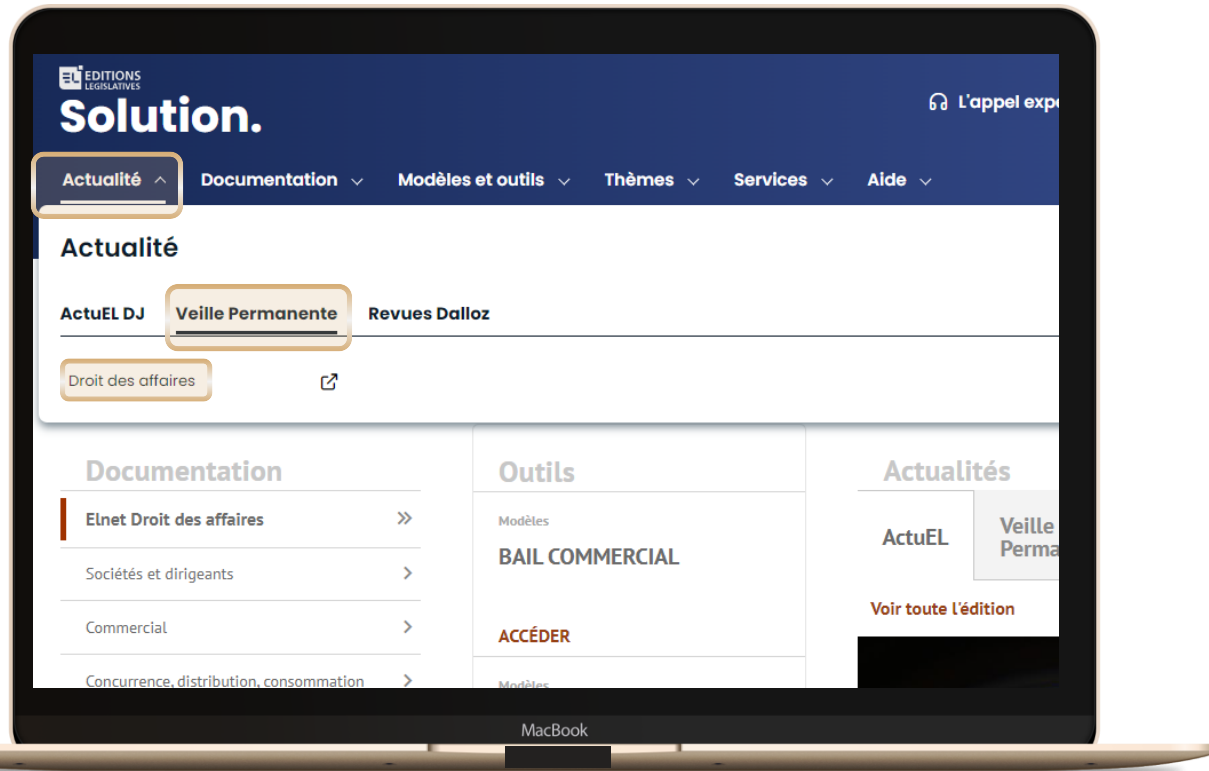 EL EDITIONS
LEGISLATIVES
Solution.
L'appel exp
Actualité
Documentation
Modèles et outils
Thèmes
Services
Aide
Actualité
ActuEL DJ
Veille Permanente
Revues Dalloz
Droit des affaires
Documentation
Elnet Droit des affaires
Sociétés et dirigeants
Commercial
Concurrence, distribution, consommation
Outils
Modèles
BAIL COMMERCIAL
ACCÉDER
Modèles
Actualités
ActuEL
Veille
Perma
Voir toute l'édition
MacBook